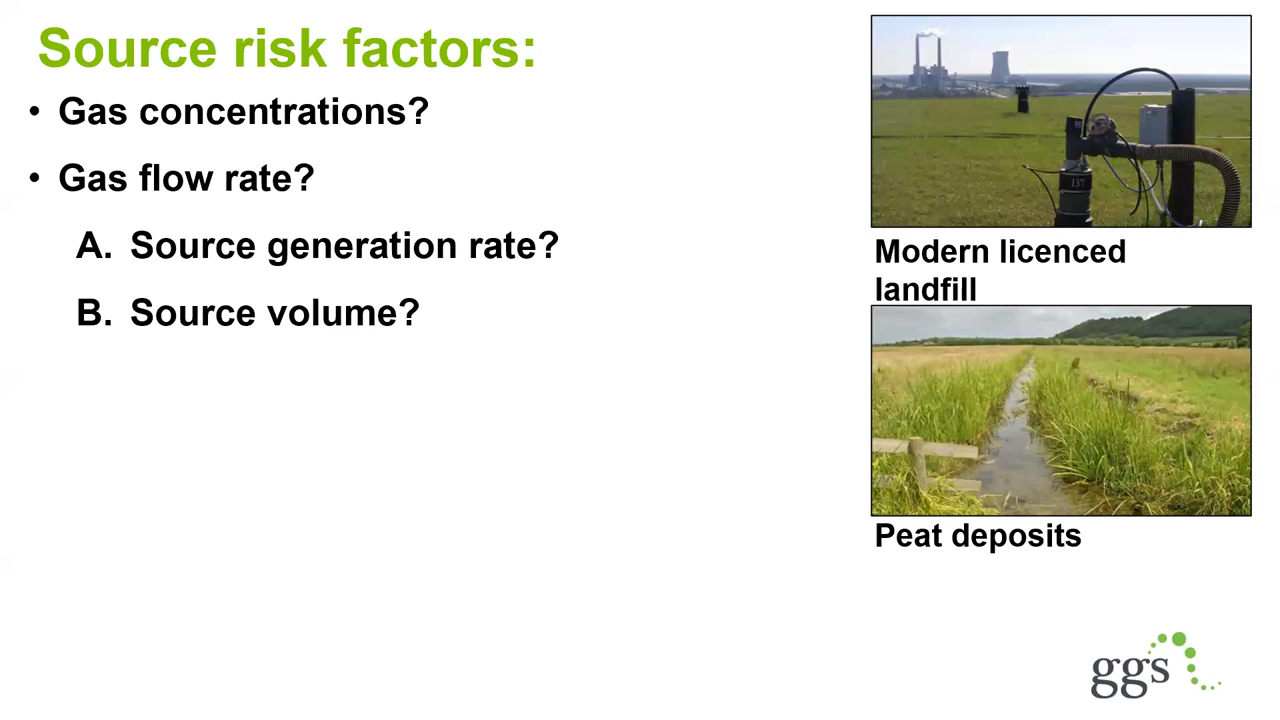 Source risk factors:
• Gas concentrations?
• Gas flow rate?
A. Source generation rate?
B. Source volume?
137
Modern licenced
landfill
Peat deposits
ggs